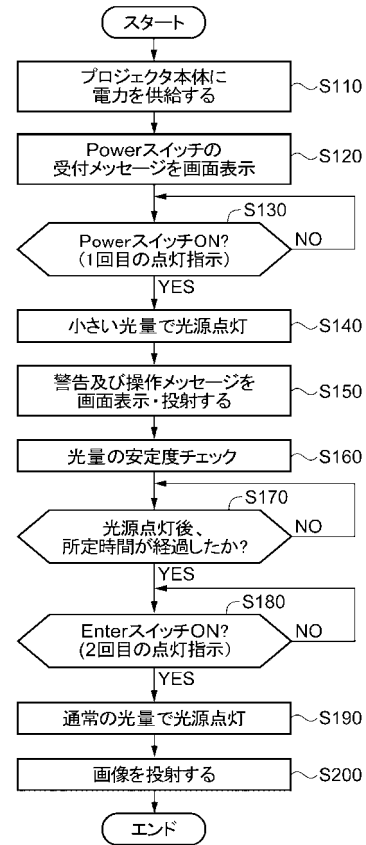 スタート
プロジェクタ本体に
電力を供給する
S110
Powerスイッチの
受付メッセージを画面表示
S120
S130
PowerスイッチON?
(1回目の点灯指示)
NO
YES
小さい光量で光源点灯
S140
警告及び操作メッセージを
画面表示・投射する
S150
光量の安定度チェック
S160
S170
光源点灯後、
所定時間が経過したか?
NO
YES
S180
EnterスイッチON?
(2回目の点灯指示)
NO
YES
通常の光量で光源点灯
S190
画像を投射する
S200
エンド